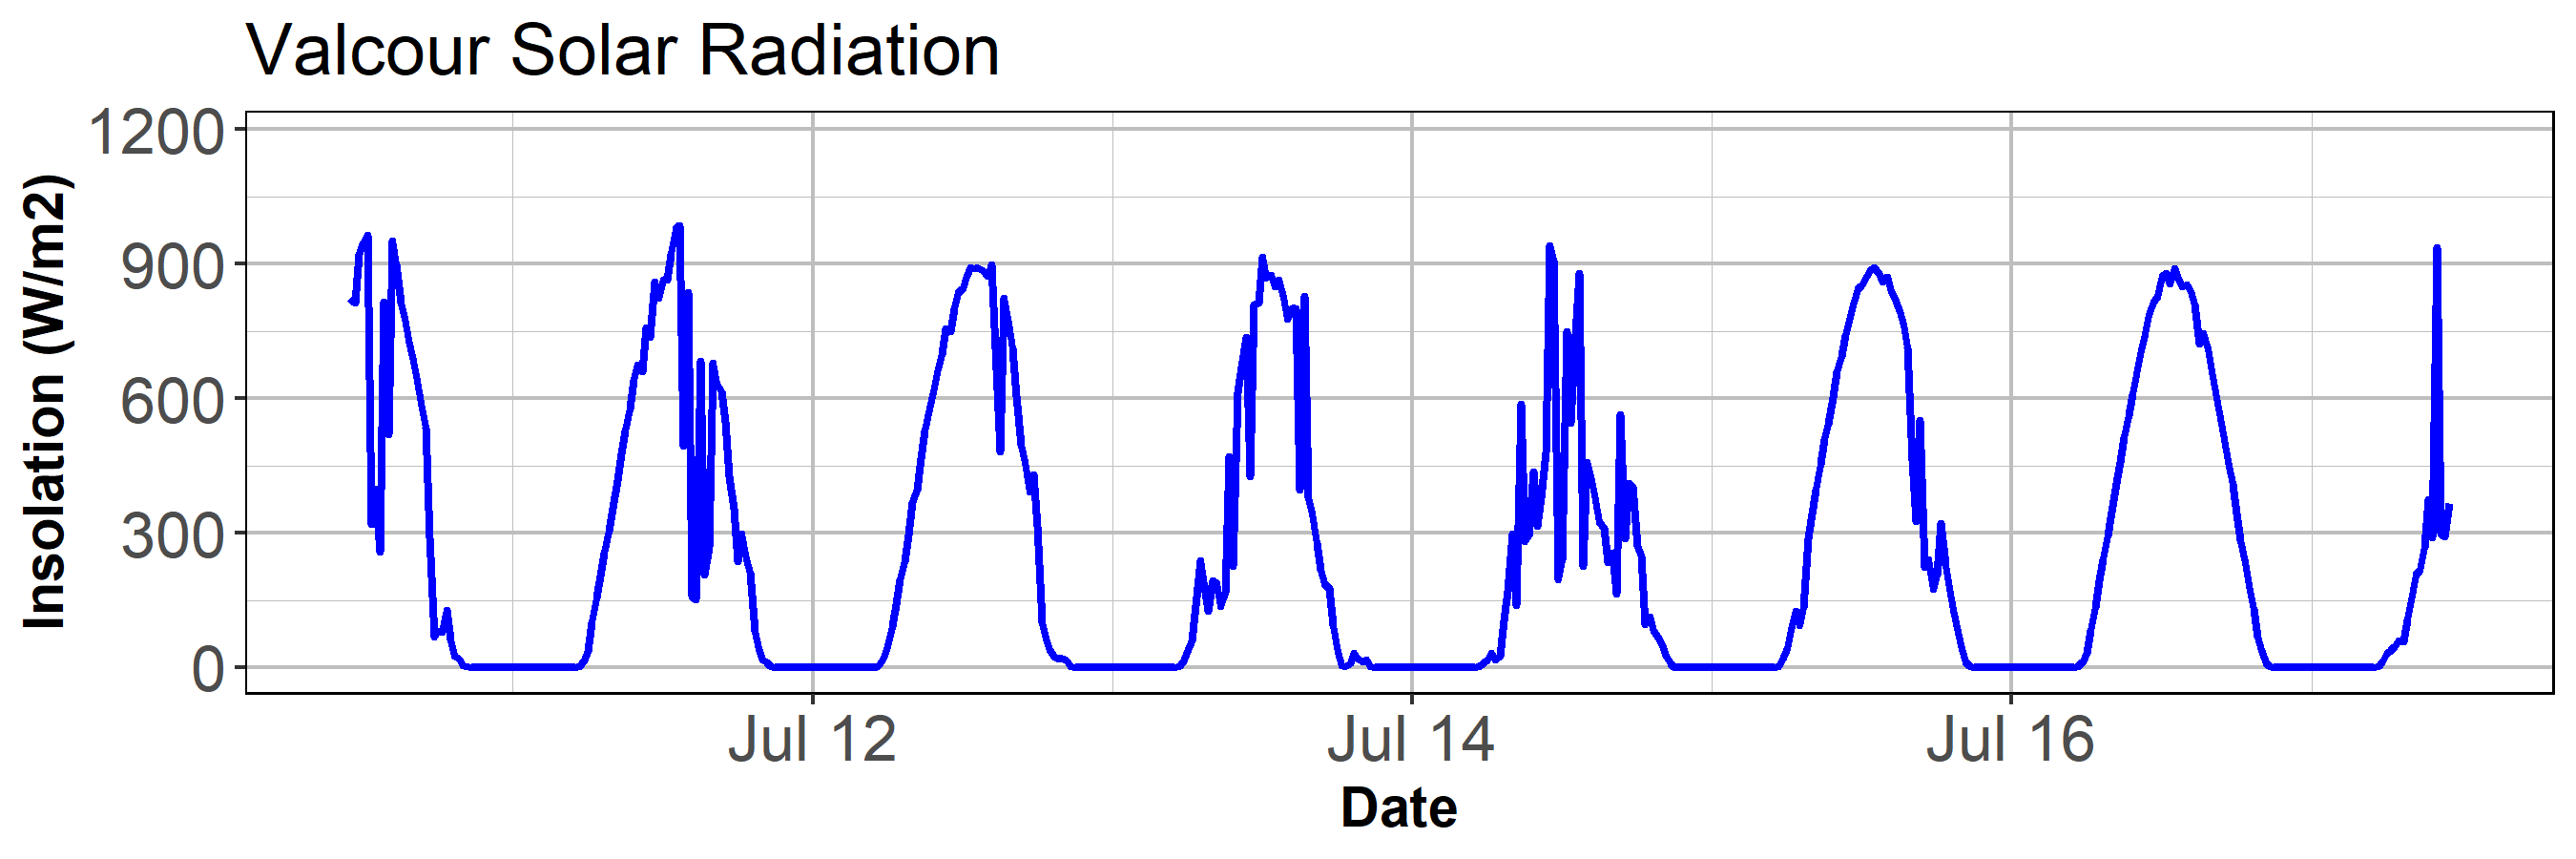 Valcour Solar Radiation
Insolation (W/m2)
1200
900
600
300
0
Jul 12
Jul 14
Jul 16
Date